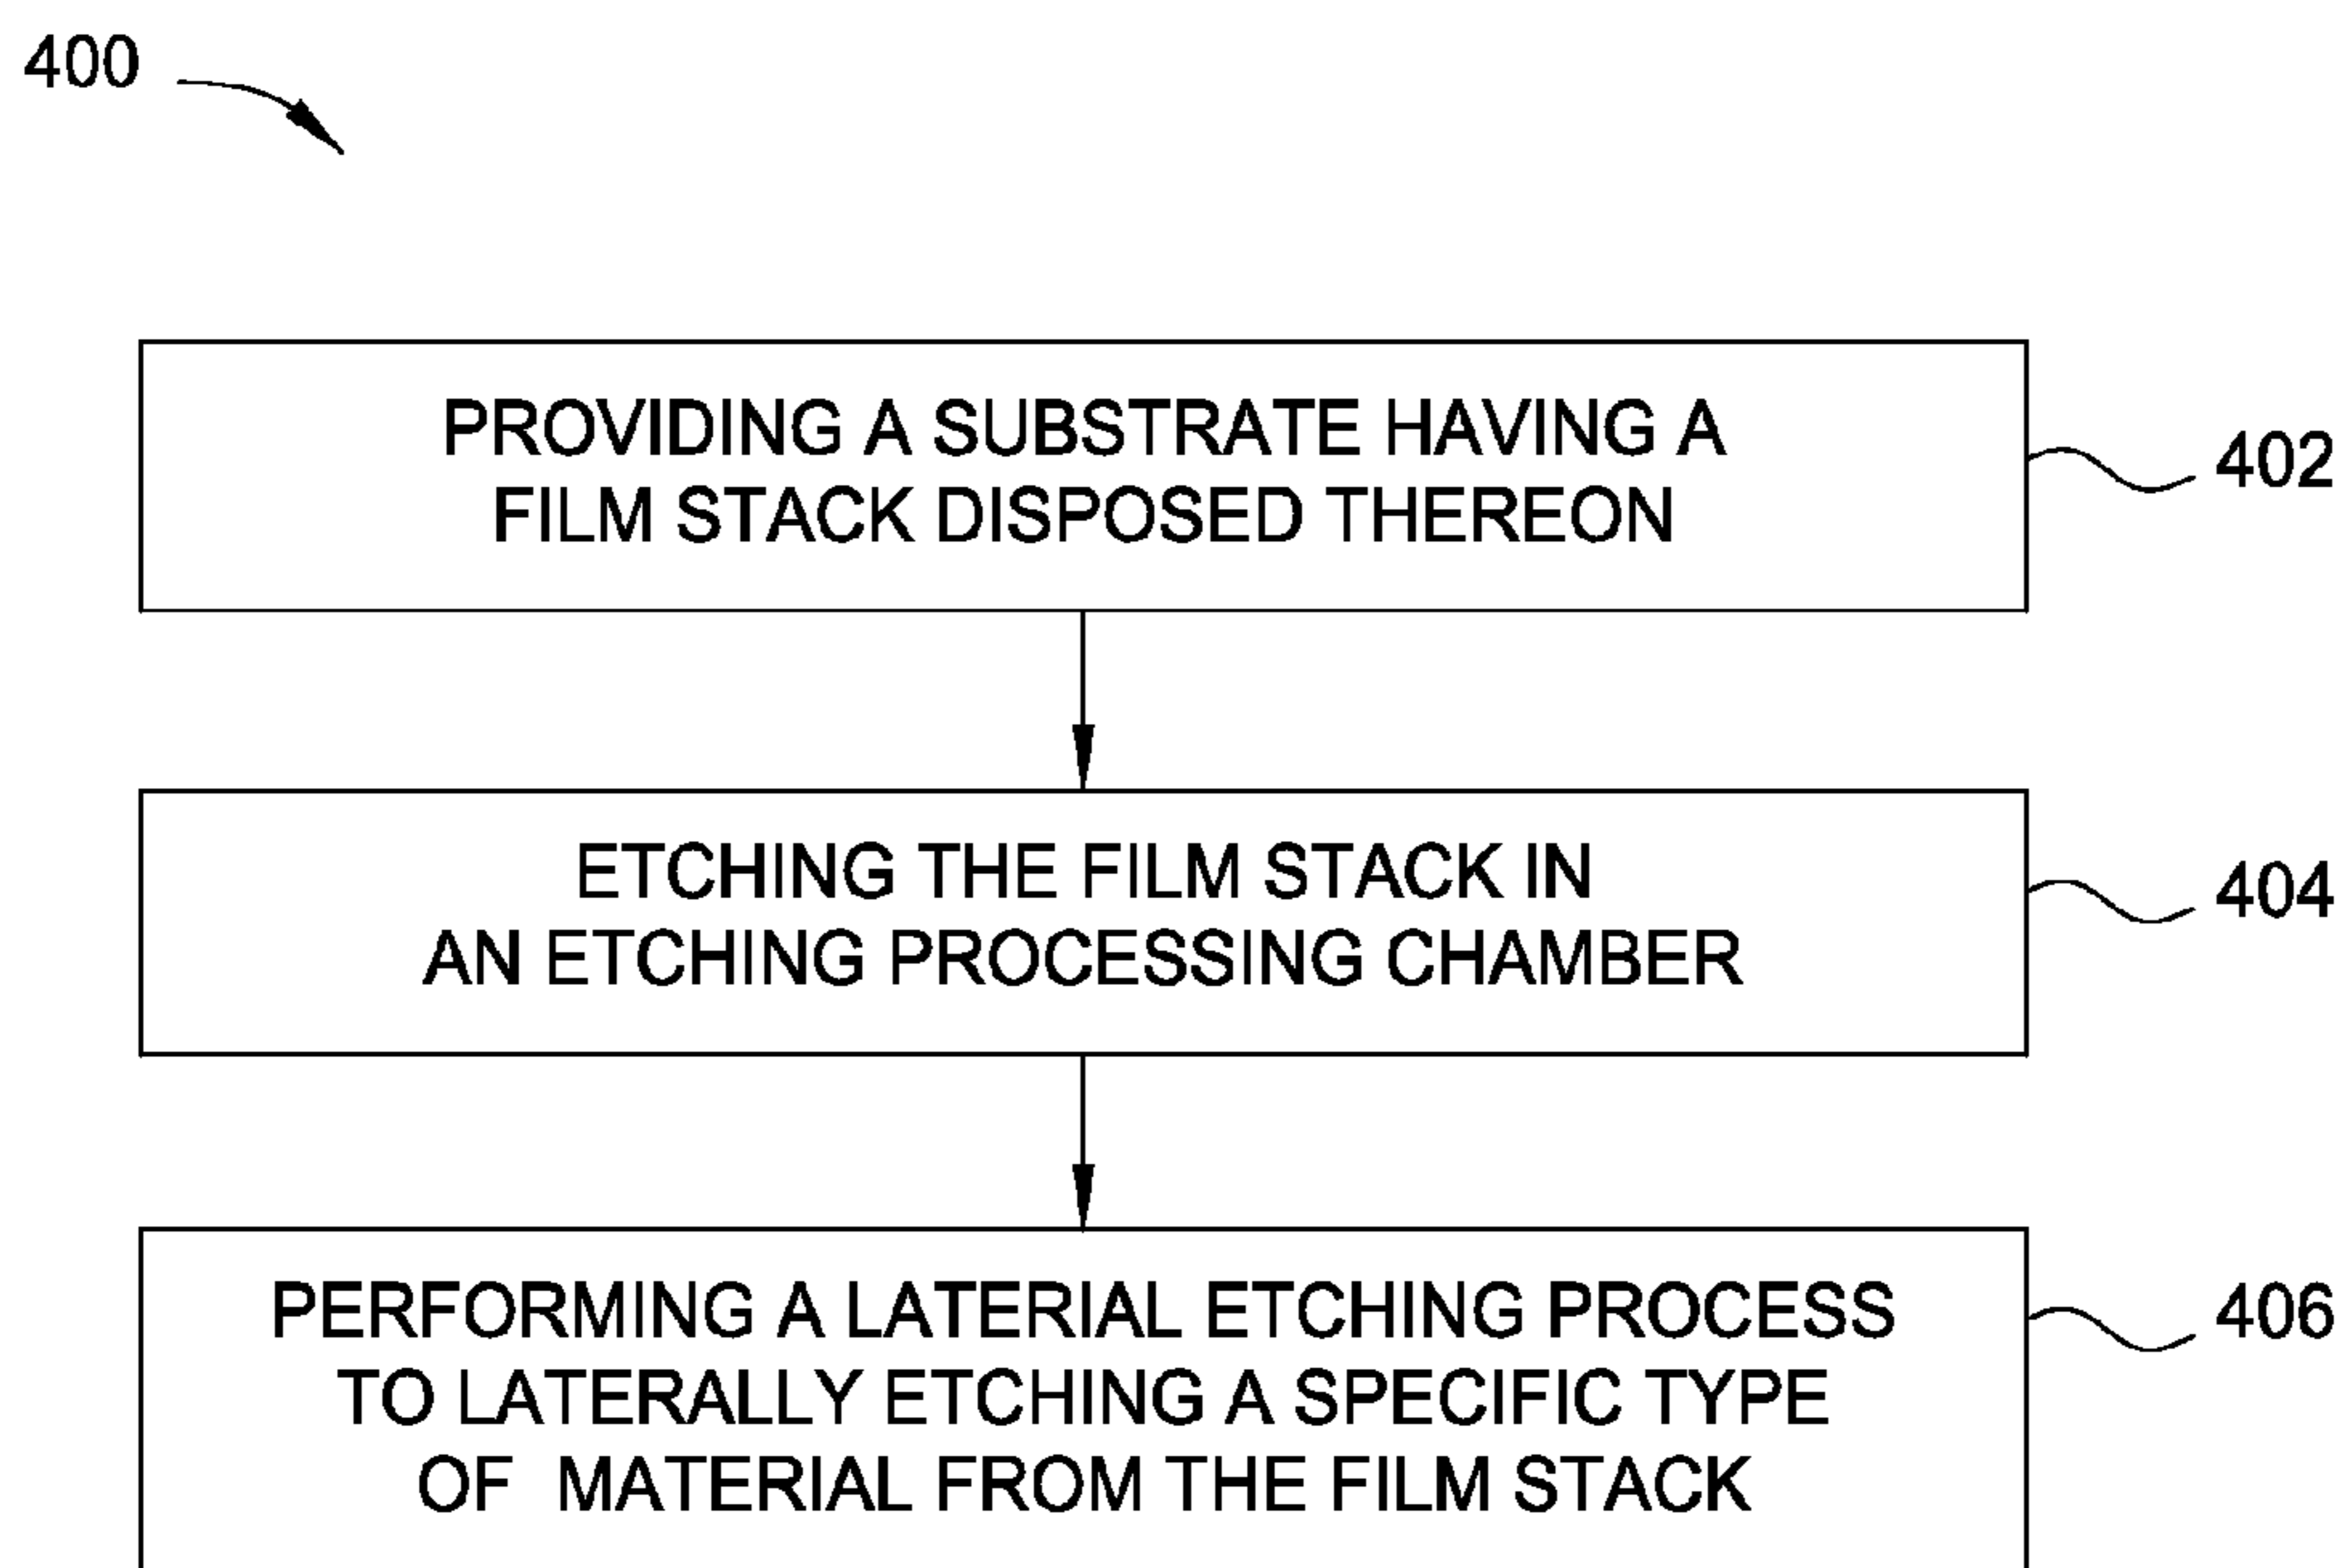 400
PROVIDING A SUBSTRATE HAVING A
FILM STACK DISPOSED THEREON
402
ETCHING THE FILM STACK IN
AN ETCHING PROCESSING CHAMBER
404
PERFORMING A LATERIAL ETCHING PROCESS
TO LATERALLY ETCHING A SPECIFIC TYPE
OF MATERIAL FROM THE FILM STACK
406